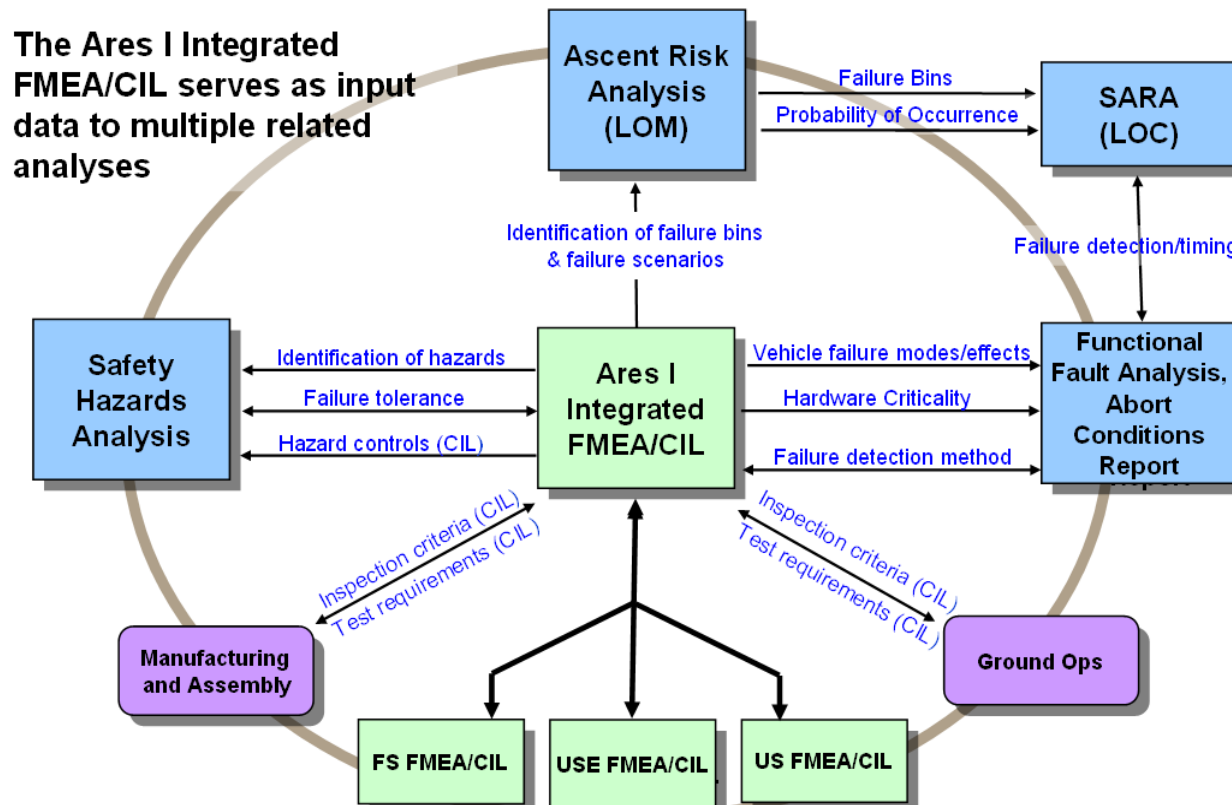 The Ares I Integrated
FMEA/CIL serves as input
data to multiple related
analyses
Ascent Risk
Analysis
(LOM)
Failure Bins
Probability of Occurrence
SARA
(LOC)
Identification of failure bins
& failure scenarios
Failure detection/timing
Safety
Hazards
Analysis
Identification of hazards
Failure tolerance
Hazard controls (CIL)
Ares I
Integrated
FMEA/CIL
Vehicle failure modes/effects
Hardware Criticality
Failure detection method
Functional
Fault Analysis,
Abort
Conditions
Report
Report
Inspection criteria (CIL)
Test requirements (CIL)
Inspection criteria (CIL)
Test requirements (CIL)
Manufacturing
and Assembly
Ground Ops
FS FMEA/CIL
USE FMEA/CIL
US FMEA/CIL